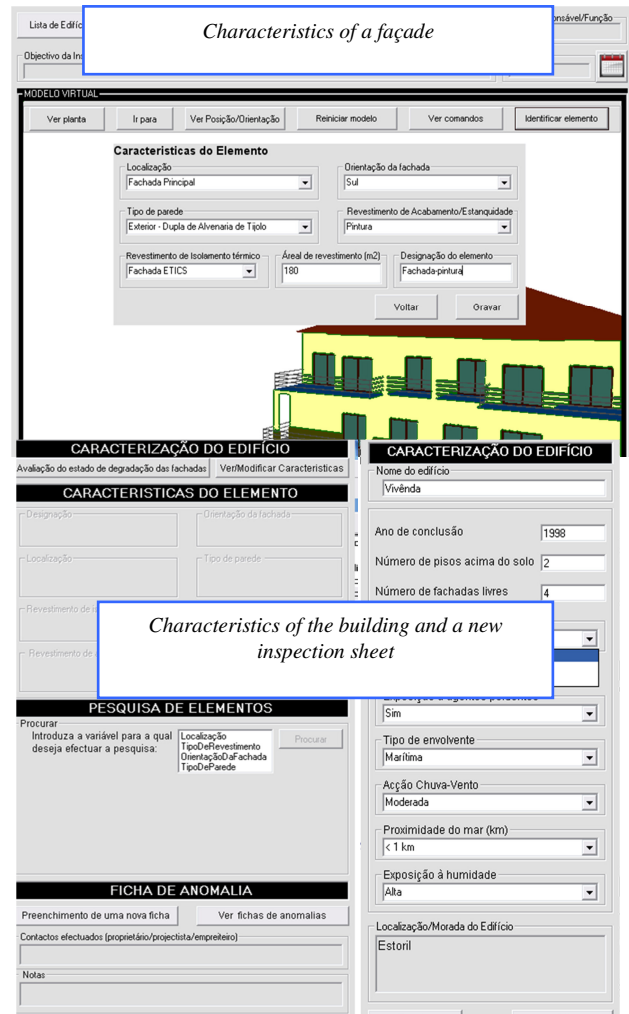 Lista de Edifíc
Characteristics of a façade
onsável/Função
Objectivo da Ins
MODELO VIRTUAL
Ver planta
Ir para
Ver Posição/Orientação
Reiniciar modelo
Ver comandos
Identificar elemento
Caracteristicas do Elemento
Localização
Fachada Principal
Orientação da fachada
Sul
Tipo de parede
Exterior - Dupla de Alvenaria de Tijolo
Revestimento de Acabamento/Estanquidade
Pintura
Revestimento de Isolamento térmico
Fachada ETICS
Áreal de revestimento (m2)
180
Designação do elemento
Fachada-pintura
Voltar
Gravar
CARACTERIZAÇÃO DO EDIFÍCIO
Avaliação do estado de degradação das fachadas
Ver/Modificar Caracteristicas
CARACTERISTICAS DO ELEMENTO
Designação
Orientação da fachada
Localização
Tipo de parede
Revestimento de is
Revestimento de
Characteristics of the building and a new
inspection sheet
PESQUISA DE ELEMENTOS
Procurar
Introduza a variável para a qual
deseja efectuar a pesquisa:
Localização
TipoDeRevestimento
OrientaçãoDaFachada
TipoDeParede
Procurar
FICHA DE ANOMALIA
Preenchimento de uma nova ficha
Ver fichas de anomalias
Contactos efectuados (proprietário/projectista/empreiteiro)
Notas
CARACTERIZAÇÃO DO EDIFÍCIO
Nome do edifício
Vivênda
Ano de conclusão
1998
Número de pisos acima do solo
2
Número de fachadas livres
4
Exposição a agentes poluentes
Sim
Tipo de envolvente
Marítima
Acção Chuva-Vento
Moderada
Proximidade do mar (km)
< 1 km
Exposição à humidade
Alta
Localização/Morada do Edifício
Estoril